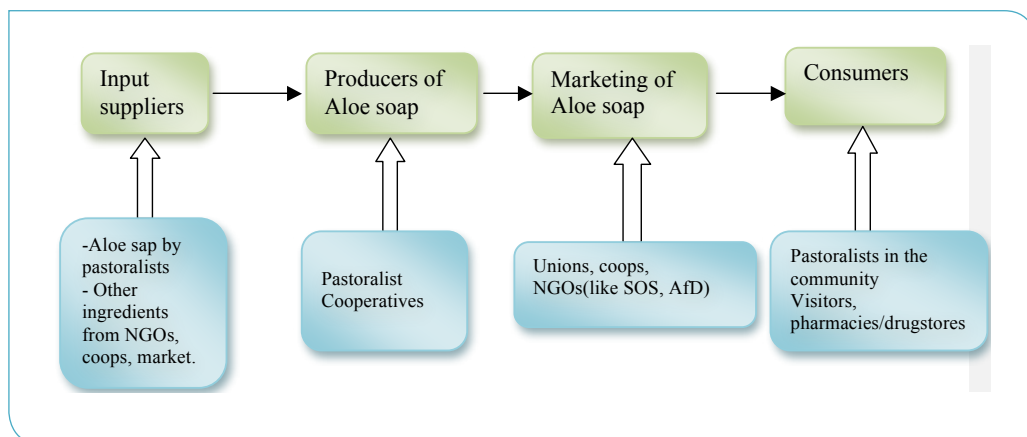 Input
suppliers
Producers of
Aloe soap
Marketing of
Aloe soap
Consumers
-Aloe sap by
pastoralists
- Other
ingredients
from NGOs,
coops, market.
Pastoralist
Cooperatives
Unions, coops,
NGOs(like SOS, AfD)
Pastoralists in the
community
Visitors,
pharmacies/drugstores